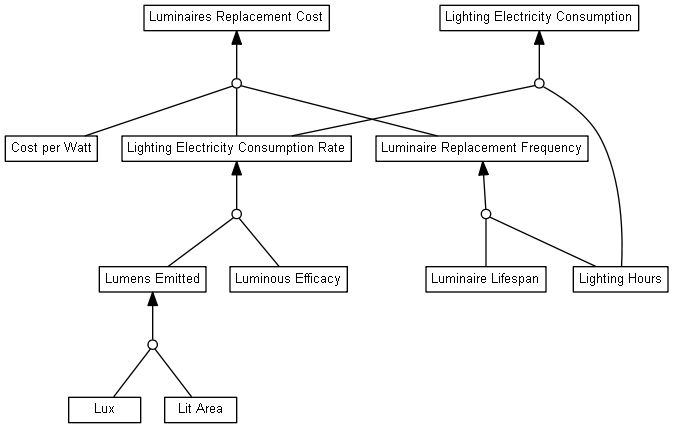 Luminaires Replacement Cost
Lighting Electricity Consumption
Cost per Watt
Lighting Electricity Consumption Rate
Luminaire Replacement Frequency
Lumens Emitted
Luminous Efficacy
Luminaire Lifespan
Lighting Hours
Lux
Lit Area